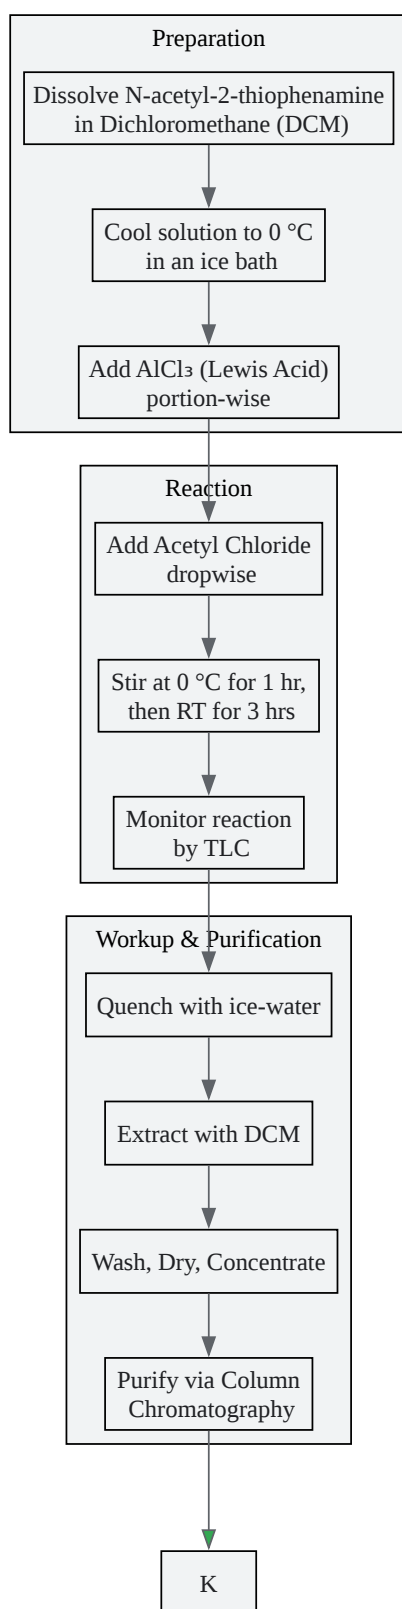 Preparation
Dissolve N-acetyl-2-thiophenamine
in Dichloromethane (DCM)
Cool solution to 0 °C
in an ice bath
Add AlCl₃ (Lewis Acid)
portion-wise
Reaction
Add Acetyl Chloride
dropwise
Stir at 0 °C for 1 hr,
then RT for 3 hrs
Monitor reaction
by TLC
Workup & Purification
Quench with ice-water
Extract with DCM
Wash, Dry, Concentrate
Purify via Column
Chromatography
K